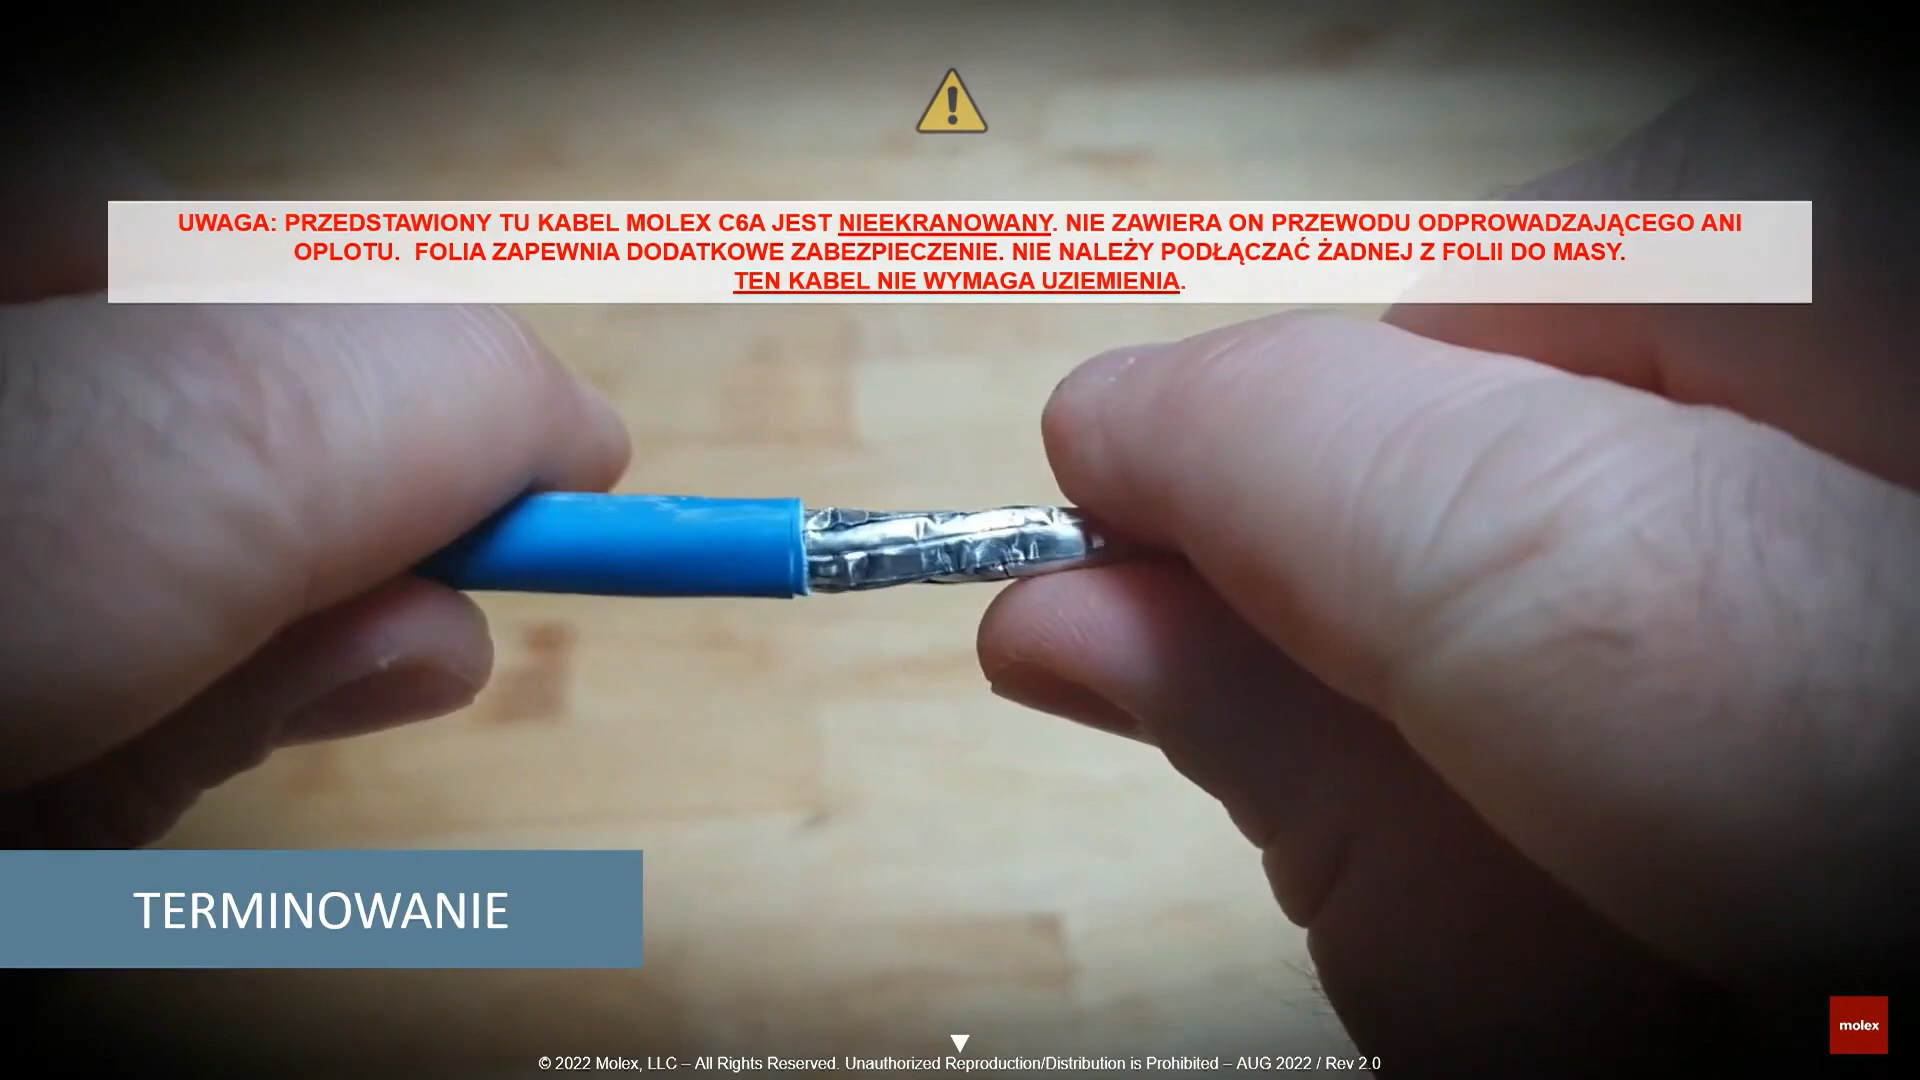 UWAGA: PRZEDSTAWIONY TU KABEL MOLEX C6A JEST NIEEKRANOWANY. NIE ZAWIERA ON PRZEWODU ODPROWADZAJĄCEGO ANI
OPLOTU. FOLIA ZAPEWNIA DODATKOWE ZABEZPIECZENIE. NIE NALEŻY PODŁĄCZAĆ ŻADNEJ Z FOLII DO MASY.
TEN KABEL NIE WYMAGA UZIEMIENIA.
TERMINOWANIE
molex
© 2022 Molex, LLC – All Rights Reserved. Unauthorized Reproduction/Distribution is Prohibited – AUG 2022 / Rev 2.0